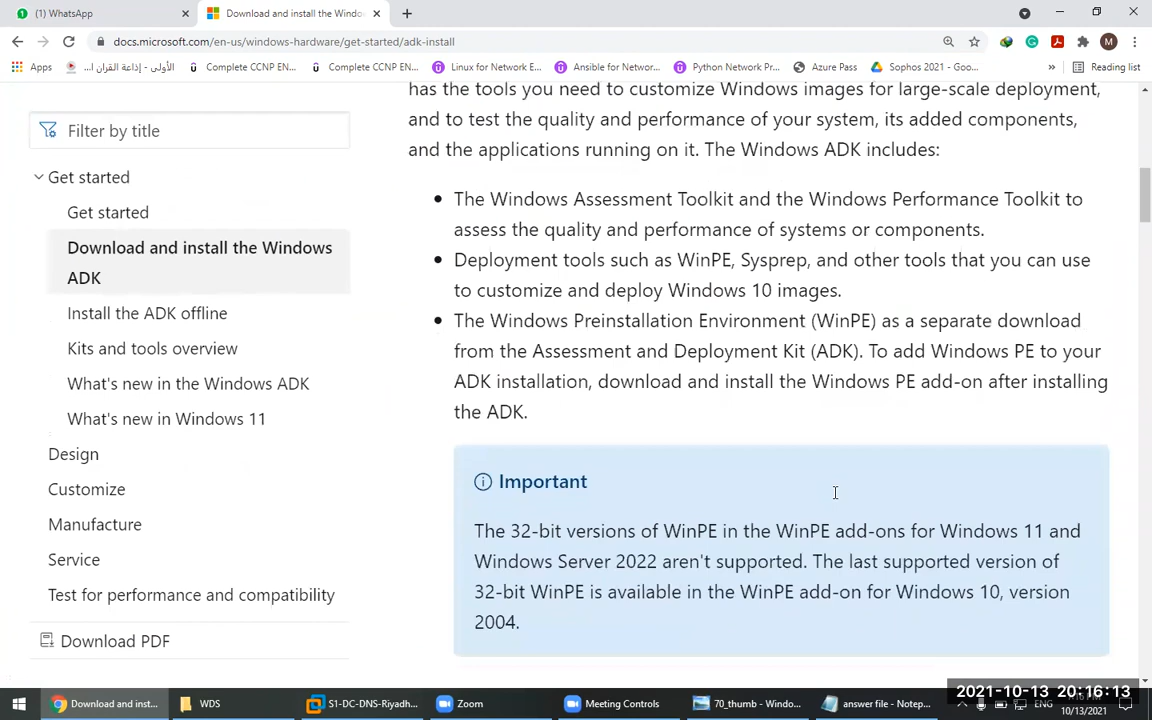 (1) WhatsApp
Download and install the Windo
docs.microsoft.com/en-us/windows-hardware/get-started/adk-install
M
Apps
الأولى - إذاعة القران ا...
Complete CCNP EN...
Complete CCNP EN...
Linux for Network E...
Ansible for Networ...
Python Network Pr...
Azure Pass
Sophos 2021 - Goo...
»
Reading list
Filter by title
Get started
Get started
Download and install the Windows
ADK
Install the ADK offline
Kits and tools overview
What's new in the Windows ADK
What's new in Windows 11
Design
Customize
Manufacture
Service
Test for performance and compatibility
Download PDF
has the tools you need to customize Windows images for large-scale deployment,
and to test the quality and performance of your system, its added components,
and the applications running on it. The Windows ADK includes:
• The Windows Assessment Toolkit and the Windows Performance Toolkit to
assess the quality and performance of systems or components.
• Deployment tools such as WinPE, Sysprep, and other tools that you can use
to customize and deploy Windows 10 images.
• The Windows Preinstallation Environment (WinPE) as a separate download
from the Assessment and Deployment Kit (ADK). To add Windows PE to your
ADK installation, download and install the Windows PE add-on after installing
the ADK.
Important
The 32-bit versions of WinPE in the WinPE add-ons for Windows 11 and
Windows Server 2022 aren't supported. The last supported version of
32-bit WinPE is available in the WinPE add-on for Windows 10, version
2004.
2021-10-13 20:16:13
Download and inst...
WDS
S1-DC-DNS-Riyadh...
Zoom
Meeting Controls
70_thumb - Windo...
answer file - Notep...
ENG
10/13/2021